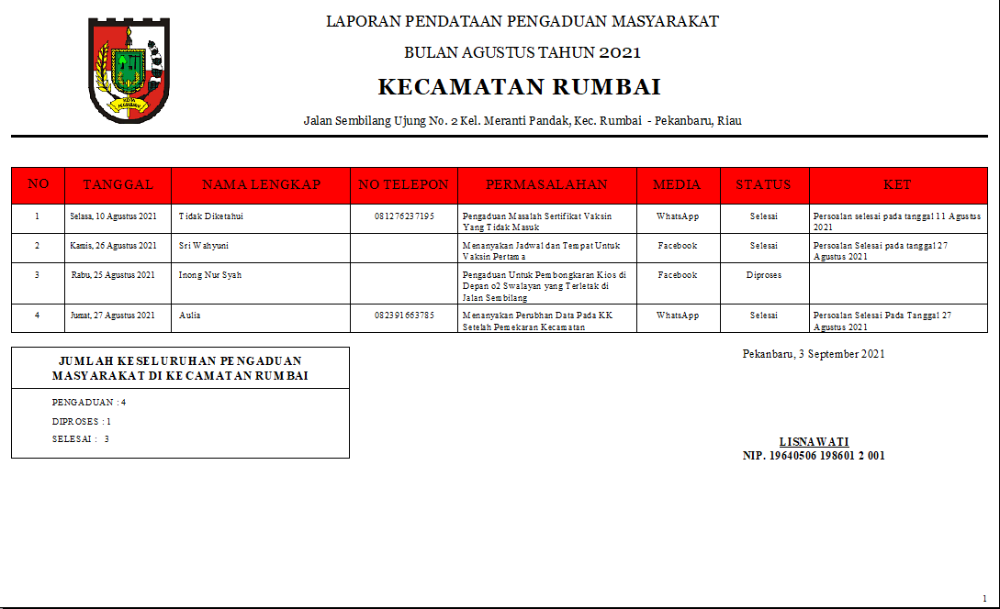 LAPORAN PENDATAAN PENGADUAN MASYARAKAT
BULAN AGUSTUS TAHUN 2021
KECAMATAN RUMBAI
Jalan Sembilang Ujung No. 2 Kel. Meranti Pandak, Kec. Rumbai - Pekanbaru, Riau
KOTA
PEKANBARU
NO TANGGAL NAMA LENGKAP NO TELEPON PERMASALAHAN MEDIA STATUS KET
1 Selasa, 10 Agustus 2021 Tidak Diketahui 081276237195 Pengaduan Masalah Sertifikat Vaksin WhatsApp Selesai Persoalan selesai pada tanggal 11 Agustus
Yang Tidak Masuk 2021
2 Kamis, 26 Agustus 2021 Sri Wahyuni Menanyakan Jadwal dan Tempat Untuk Facebook Selesai Persoalan Selesai pada tanggal 27
Vaksin Pertama Agustus 2021
3 Rabu, 25 Agustus 2021 Inong Nur Syah Pengaduan Untuk Pembongkaran Kios di Facebook Diproses
Depan o2 Swalayan yang Terletak di
Jalan Sembilang
4 Jumat, 27 Agustus 2021 Aulia 082391663785 Menanyakan Perubhan Data Pada KK WhatsApp Selesai Persoalan Selesai Pada Tanggal 27
Setelah Pemekaran Kecamatan Agustus 2021
JUMLAH KESELURUHAN PENGADUAN
MASYARAKAT DI KECAMATAN RUMBAI
PENGADUAN : 4
DIPROSES : 1
SELESAI : 3
Pekanbaru, 3 September 2021
LISNAWATI
NIP. 19640506 198601 2 001
1